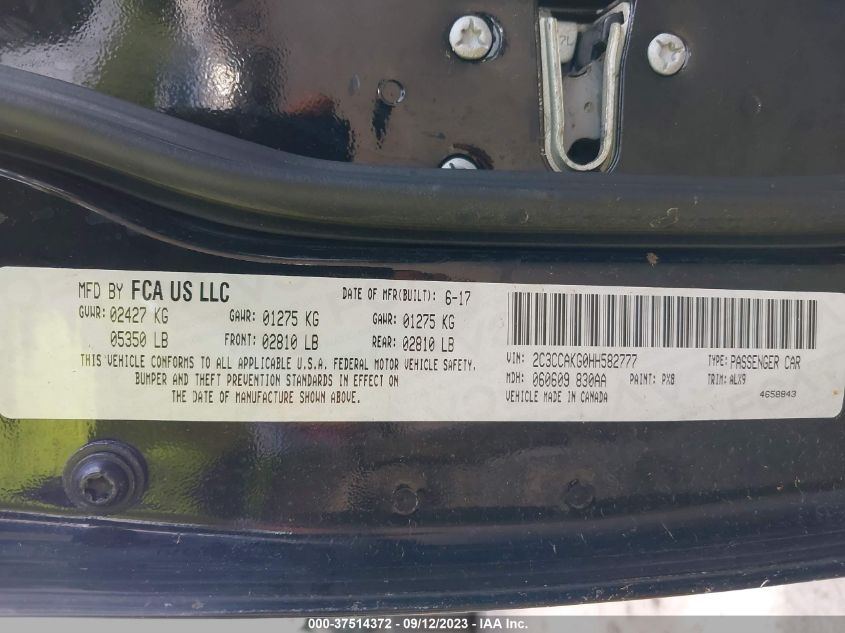 7L
MFD BY FCA US LLC DATE OF MFR(BUILT): 6-17
GVWR: 02427 KG GAWR: 01275 KG GAWR: 01275 KG
05350 LB FRONT: 02810 LB REAR: 02810 LB
THIS VEHICLE CONFORMS TO ALL APPLICABLE U.S.A. FEDERAL MOTOR VEHICLE SAFETY,
BUMPER AND THEFT PREVENTION STANDARDS IN EFFECT ON
THE DATE OF MANUFACTURE SHOWN ABOVE.
VIN: 2C3CCAKG0HH582777 TYPE: PASSENGER CAR
MDH: 060609 830AA PAINT: PX8 TRIM: ALX9
VEHICLE MADE IN CANADA 4658843
000-37514372 - 09/12/2023 - IAA Inc.